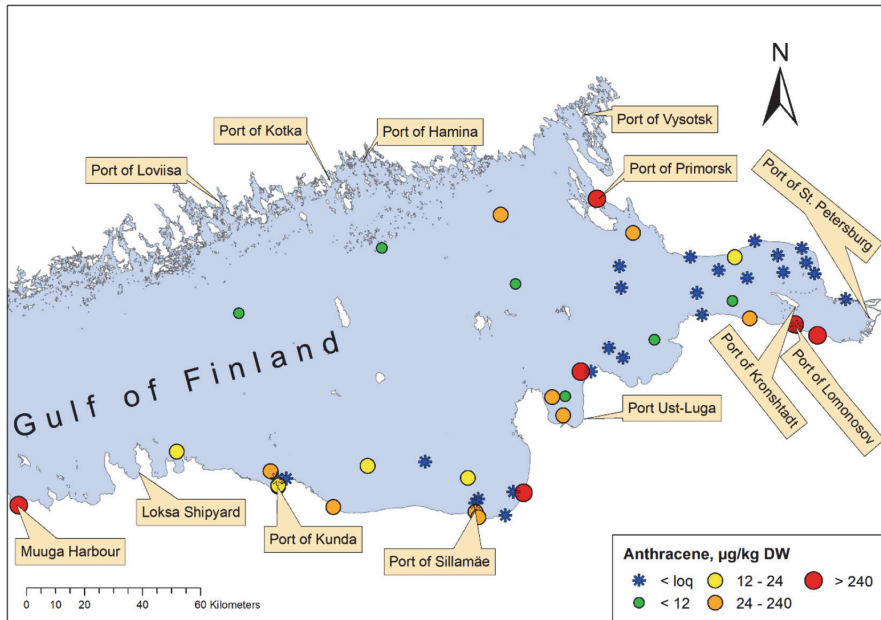 N
Port of Vysotsk
Port of Kotka
Port of Hamina
Port of Loviisa
Port of Primorsk
Port of St. Petersburg
Gulf of Finland
Port of Kronshtadt
Port of Lomonosov
Port Ust-Luga
Loksa Shipyard
Muuga Harbour
Port of Kunda
Port of Sillamäe
Anthracene, µg/kg DW
< loq
12 - 24
> 240
< 12
24 - 240
0 10 20 40 60 Kilometers